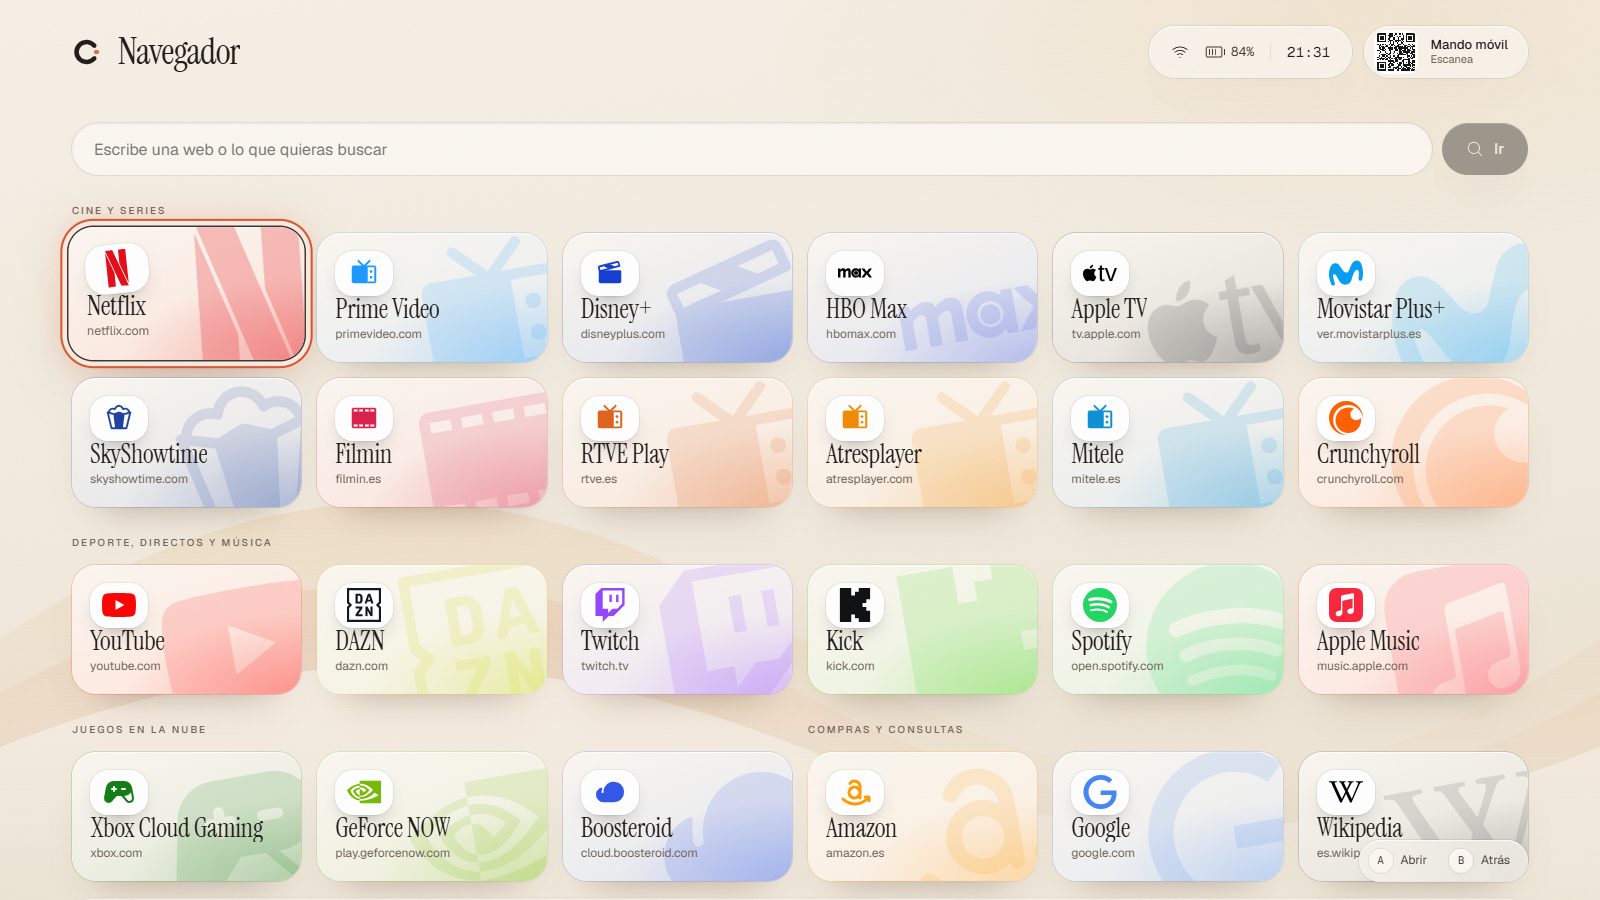 Navegador
84%
21:31
Mando móvil
Escanea
Escribe una web o lo que quieras buscar
Ir
CINE Y SERIES
Netflix
netflix.com
Prime Video
primevideo.com
Disney+
disneyplus.com
max
HBO Max
hbomax.com
tv
Apple TV
tv.apple.com
Movistar Plus+
ver.movistarplus.es
SkyShowtime
skyshowtime.com
Filmin
filmin.es
RTVE Play
rtve.es
Atresplayer
atresplayer.com
Mitele
mitele.es
Crunchyroll
crunchyroll.com
DEPORTE, DIRECTOS Y MÚSICA
YouTube
youtube.com
DA
ZN
DAZN
dazn.com
Twitch
twitch.tv
Kick
kick.com
Spotify
open.spotify.com
Apple Music
music.apple.com
JUEGOS EN LA NUBE
COMPRAS Y CONSULTAS
Xbox Cloud Gaming
xbox.com
GeForce NOW
play.geforcenow.com
Boosteroid
cloud.boosteroid.com
Amazon
amazon.es
Google
google.com
W
Wikipedia
es.wikip
A Abrir
B Atrás